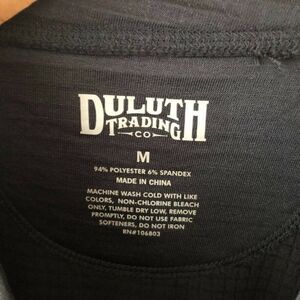 DULUTH
TRADING
CO
M
94% POLYESTER 6% SPANDEX
MADE IN CHINA
MACHINE WASH COLD WITH LIKE
COLORS, NON-CHLORINE BLEACH
ONLY, TUMBLE DRY LOW, REMOVE
PROMPTLY, DO NOT USE FABRIC
SOFTENERS, DO NOT IRON
RN#106803